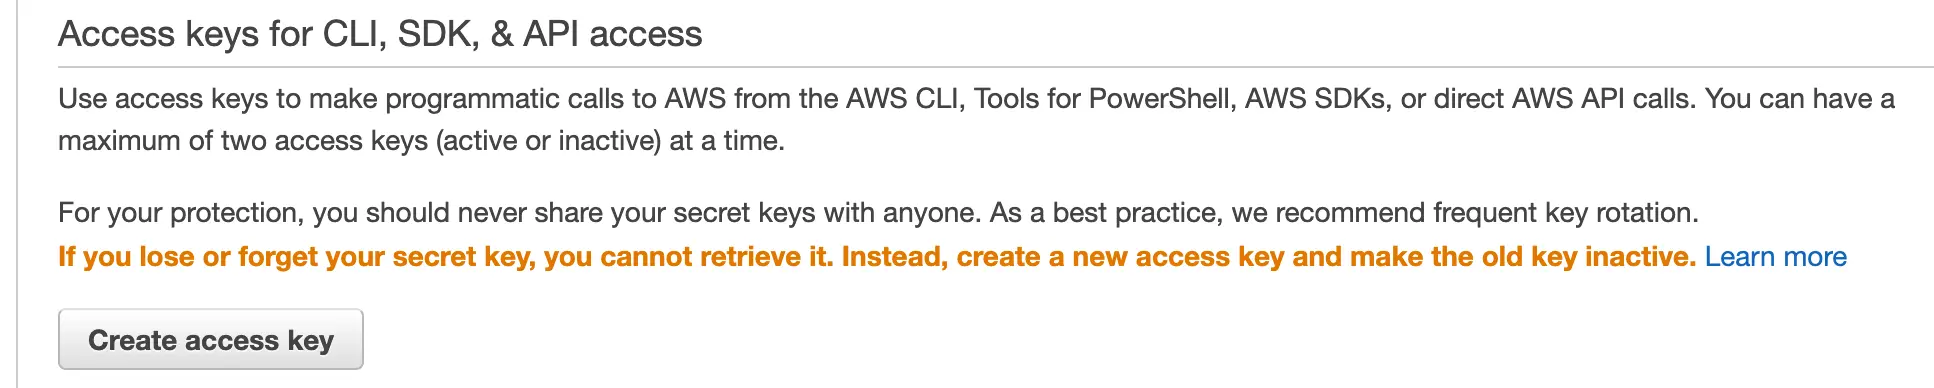 Access keys for CLI, SDK, & API access
Use access keys to make programmatic calls to AWS from the AWS CLI, Tools for PowerShell, AWS SDKs, or direct AWS API calls. You can have a
maximum of two access keys (active or inactive) at a time.
For your protection, you should never share your secret keys with anyone. As a best practice, we recommend frequent key rotation.
If you lose or forget your secret key, you cannot retrieve it. Instead, create a new access key and make the old key inactive. Learn more
Create access key